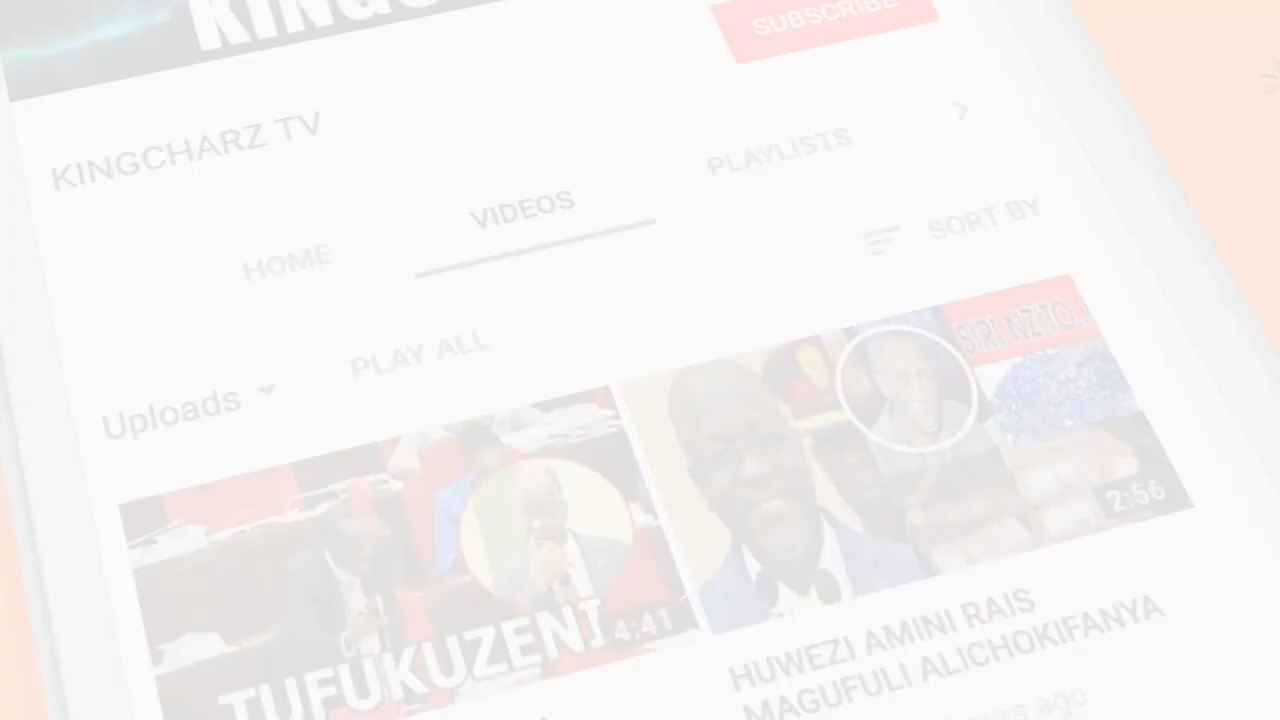 SUBSCRIBE
KINGCHARZ TV
HOME
VIDEOS
PLAYLISTS
SORT BY
Uploads
PLAY ALL
TUFUKUZENI
4:41
SIRI NZITO..!
2:56
HUWEZI AMINI RAIS
MAGUFULI ALICHOKIFANYA
ago